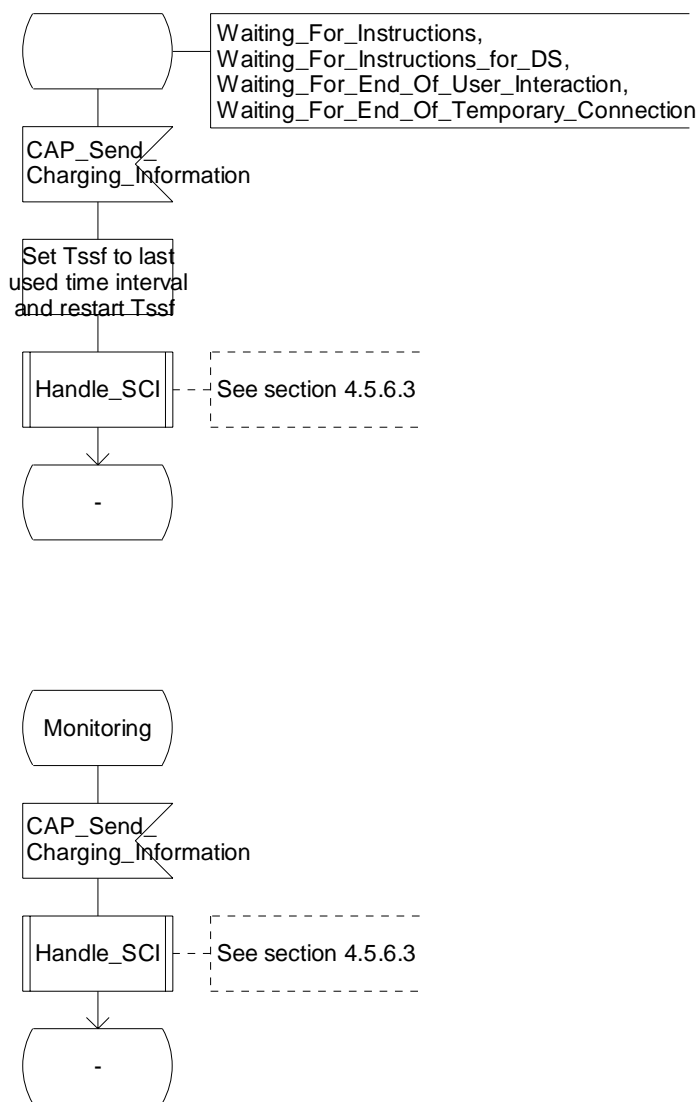 Waiting_For_Instructions,
Waiting_For_Instructions_for_DS,
Waiting_For_End_Of_User_Interaction,
Waiting_For_End_Of_Temporary_Connection
CAP_Send_
Charging_Information
Set Tssf to last
used time interval
and restart Tssf
Handle_SCI
See section 4.5.6.3
-
Monitoring
CAP_Send_
Charging_Information
Handle_SCI
See section 4.5.6.3
-